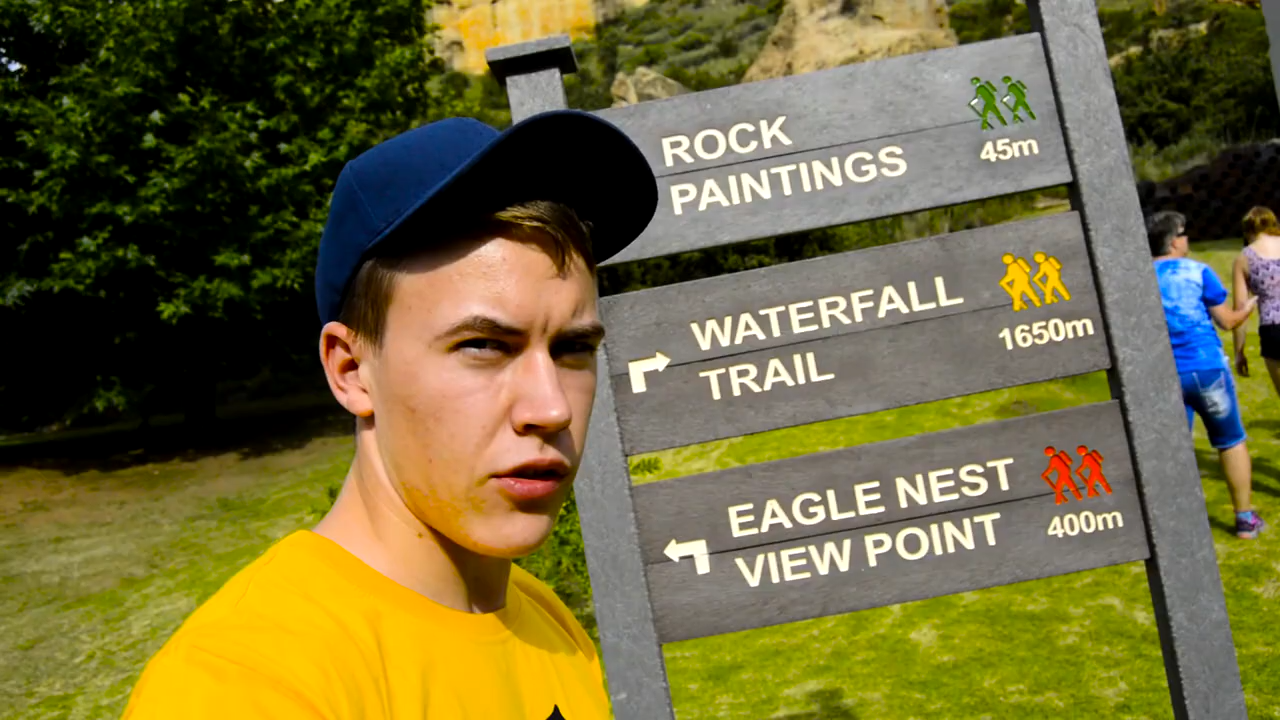 ROCK
PAINTINGS
45m
WATERFALL
TRAIL
1650m
EAGLE NEST
VIEW POINT
400m